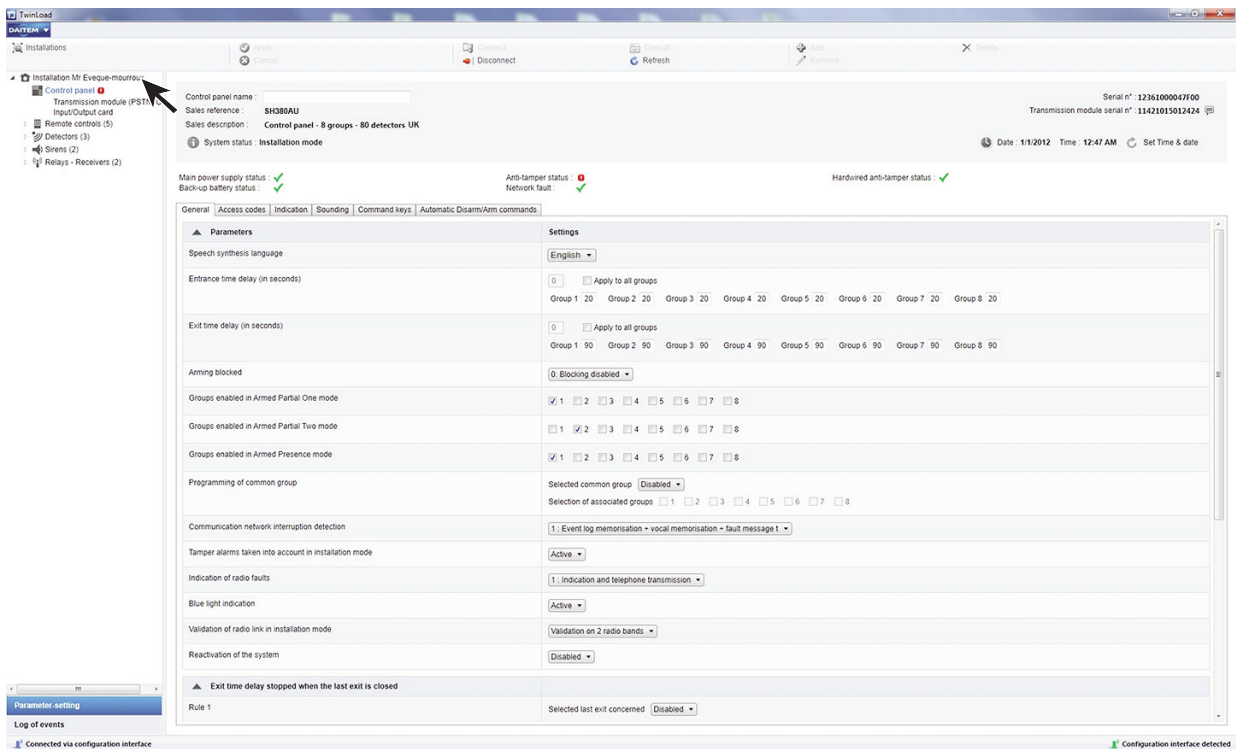 TwinLoad
DAITEM
Installations
Apply
Cancel
Connect
Disconnect
Consult
Refresh
Add
Rename
Delete
Installation Mr Eveque-mourroux
Control panel
Transmission module (PSTN/C
Input/Output card
Remote controls (5)
Detectors (3)
Sirens (2)
Relays - Receivers (2)
Control panel name :
Sales reference : SH380AU
Sales description : Control panel - 8 groups - 80 detectors UK
System status : Installation mode
Serial n° : 12361000047F00
Transmission module serial n° : 11421015012424
Date : 1/1/2012 Time : 12:47 AM Set Time & date
Main power supply status :
Back-up battery status :
Anti-tamper status :
Network fault :
Hardwired anti-tamper status :
General Access codes Indication Sounding Command keys Automatic Disarm/Arm commands
Parameters Settings
Speech synthesis language English
Entrance time delay (in seconds) 0 Apply to all groups
Group 1 20 Group 2 20 Group 3 20 Group 4 20 Group 5 20 Group 6 20 Group 7 20 Group 8 20
Exit time delay (in seconds) 0 Apply to all groups
Group 1 90 Group 2 90 Group 3 90 Group 4 90 Group 5 90 Group 6 90 Group 7 90 Group 8 90
Arming blocked 0: Blocking disabled
Groups enabled in Armed Partial One mode 1 2 3 4 5 6 7 8
Groups enabled in Armed Partial Two mode 1 2 3 4 5 6 7 8
Groups enabled in Armed Presence mode 1 2 3 4 5 6 7 8
Programming of common group Selected common group Disabled
Selection of associated groups 1 2 3 4 5 6 7 8
Communication network interruption detection 1 : Event log memorisation + vocal memorisation + fault message t
Tamper alarms taken into account in installation mode Active
Indication of radio faults 1 : Indication and telephone transmission
Blue light indication Active
Validation of radio link in installation mode Validation on 2 radio bands
Reactivation of the system Disabled
Exit time delay stopped when the last exit is closed
Rule 1 Selected last exit concerned Disabled
Parameter-setting
Log of events
Connected via configuration interface
Configuration interface detected